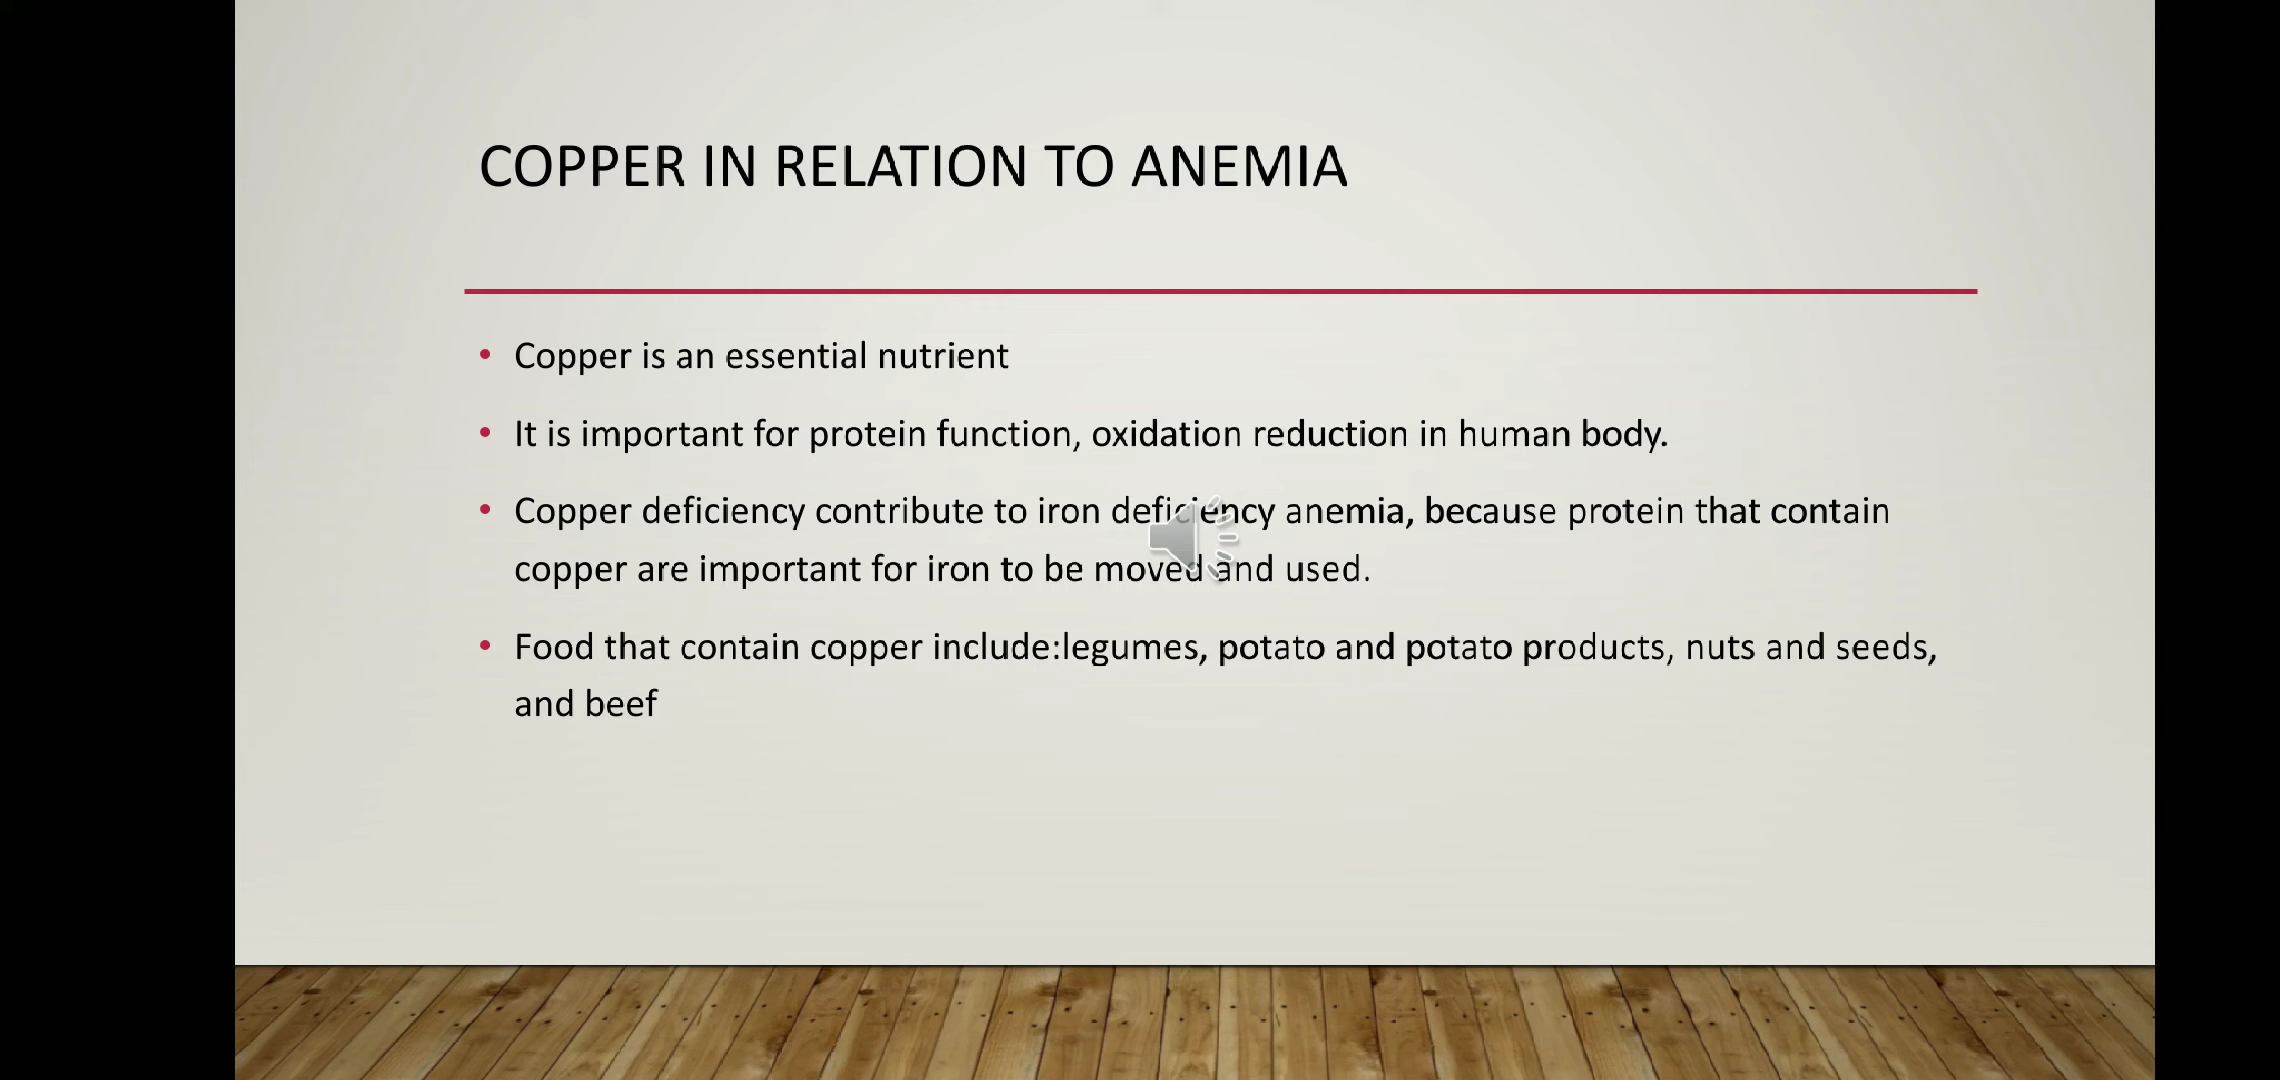 COPPER IN RELATION TO ANEMIA
• Copper is an essential nutrient
• It is important for protein function, oxidation reduction in human body.
• Copper deficiency contribute to iron deficiency anemia, because protein that contain
copper are important for iron to be moved and used.
• Food that contain copper include:legumes, potato and potato products, nuts and seeds,
and beef